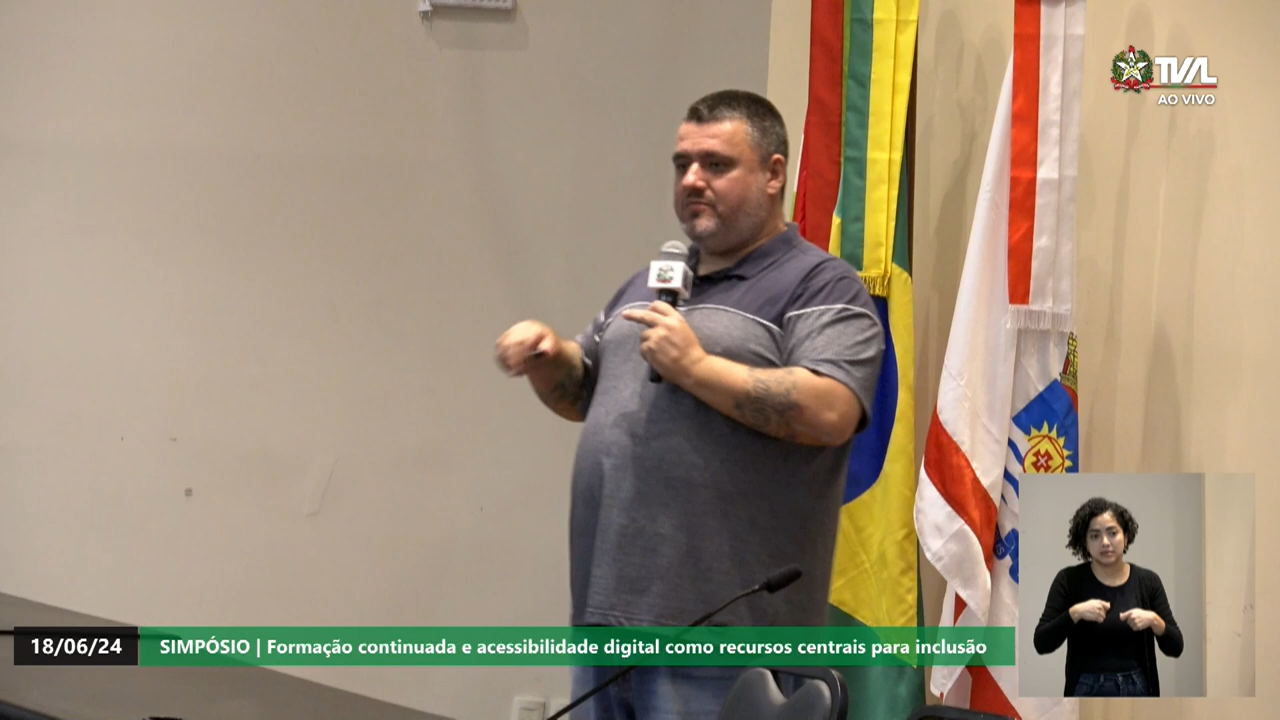 TVAL
AO VIVO
18/06/24
SIMPÓSIO | Formação continuada e acessibilidade digital como recursos centrais para inclusão